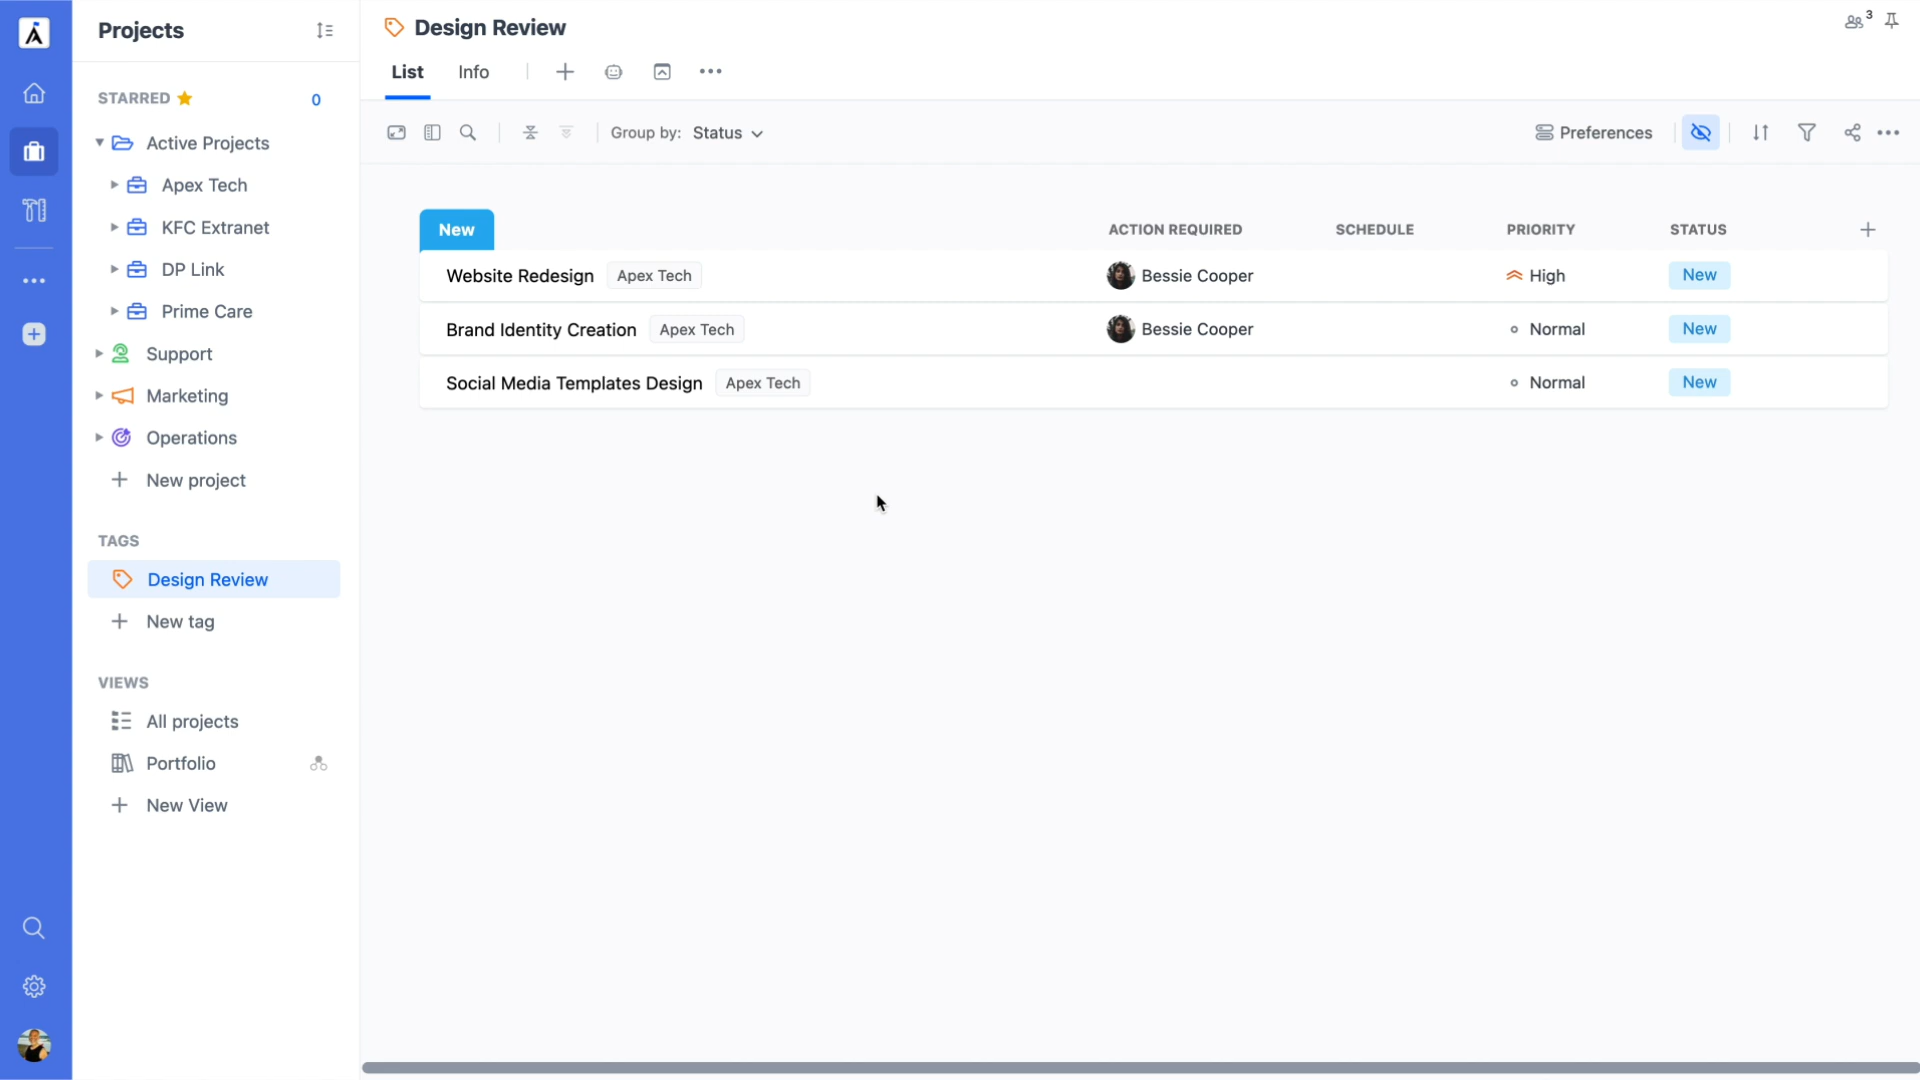 Projects
STARRED
0
Active Projects
Apex Tech
KFC Extranet
DP Link
Prime Care
Support
Marketing
Operations
New project
TAGS
Design Review
New tag
VIEWS
All projects
Portfolio
New View
Design Review
3
List Info
Group by: Status
Preferences
New ACTION REQUIRED SCHEDULE PRIORITY STATUS
Website Redesign Apex Tech Bessie Cooper High New
Brand Identity Creation Apex Tech Bessie Cooper Normal New
Social Media Templates Design Apex Tech Normal New